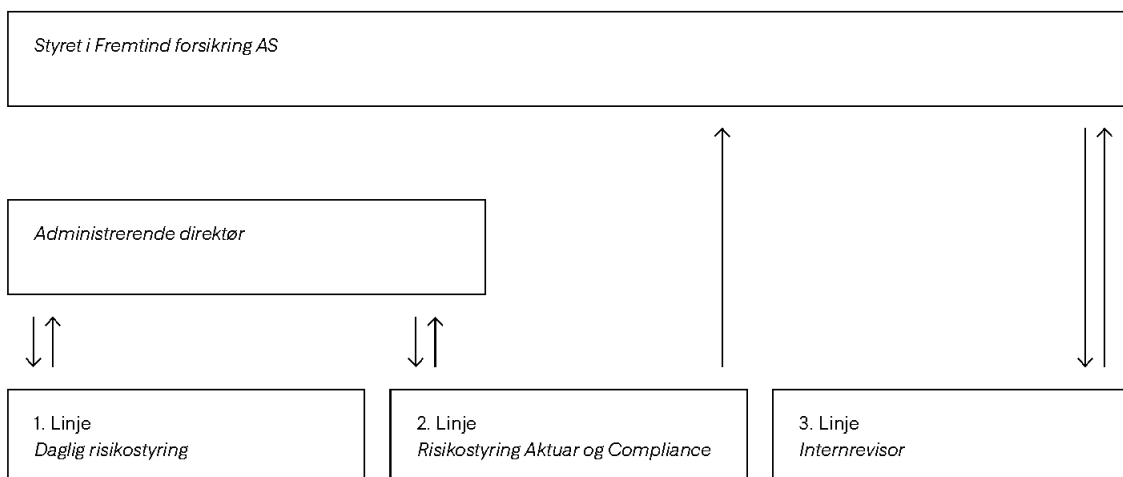 Styret i Fremtind forsikring AS
Administrerende direktør
1. Linje
Daglig risikostyring
2. Linje
Risikostyring Aktuar og Compliance
3. Linje
Internrevisor